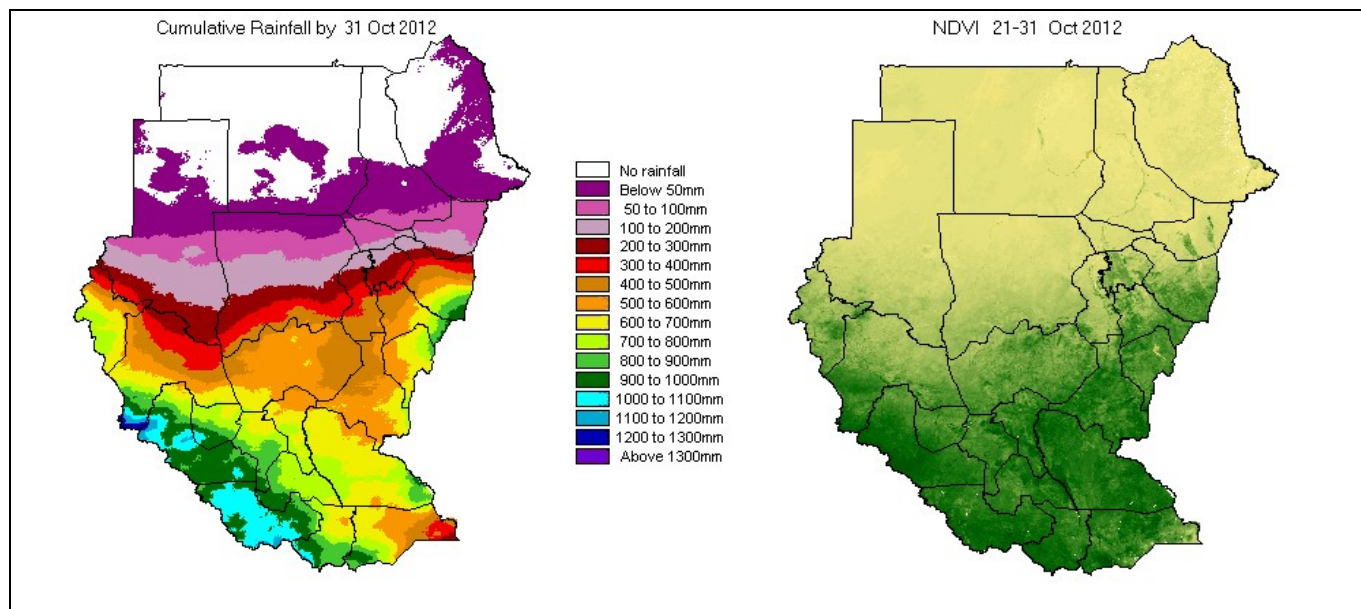 Cumulative Rainfall by 31 Oct 2012
NDVI 21-31 Oct 2012
No rainfall
Below 50mm
50 to 100mm
100 to 200mm
200 to 300mm
300 to 400mm
400 to 500mm
500 to 600mm
600 to 700mm
700 to 800mm
800 to 900mm
900 to 1000mm
1000 to 1100mm
1100 to 1200mm
1200 to 1300mm
Above 1300mm